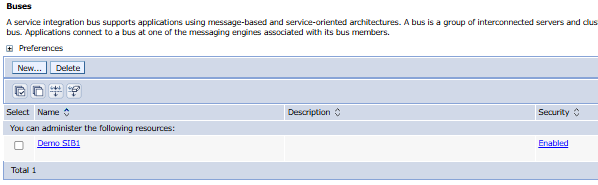 Buses
A service integration bus supports applications using message-based and service-oriented architectures. A bus is a group of interconnected servers and clus
bus. Applications connect to a bus at one of the messaging engines associated with its bus members.
Preferences
New... Delete
Select Name Description Security
You can administer the following resources:
Demo SIB1 Enabled
Total 1